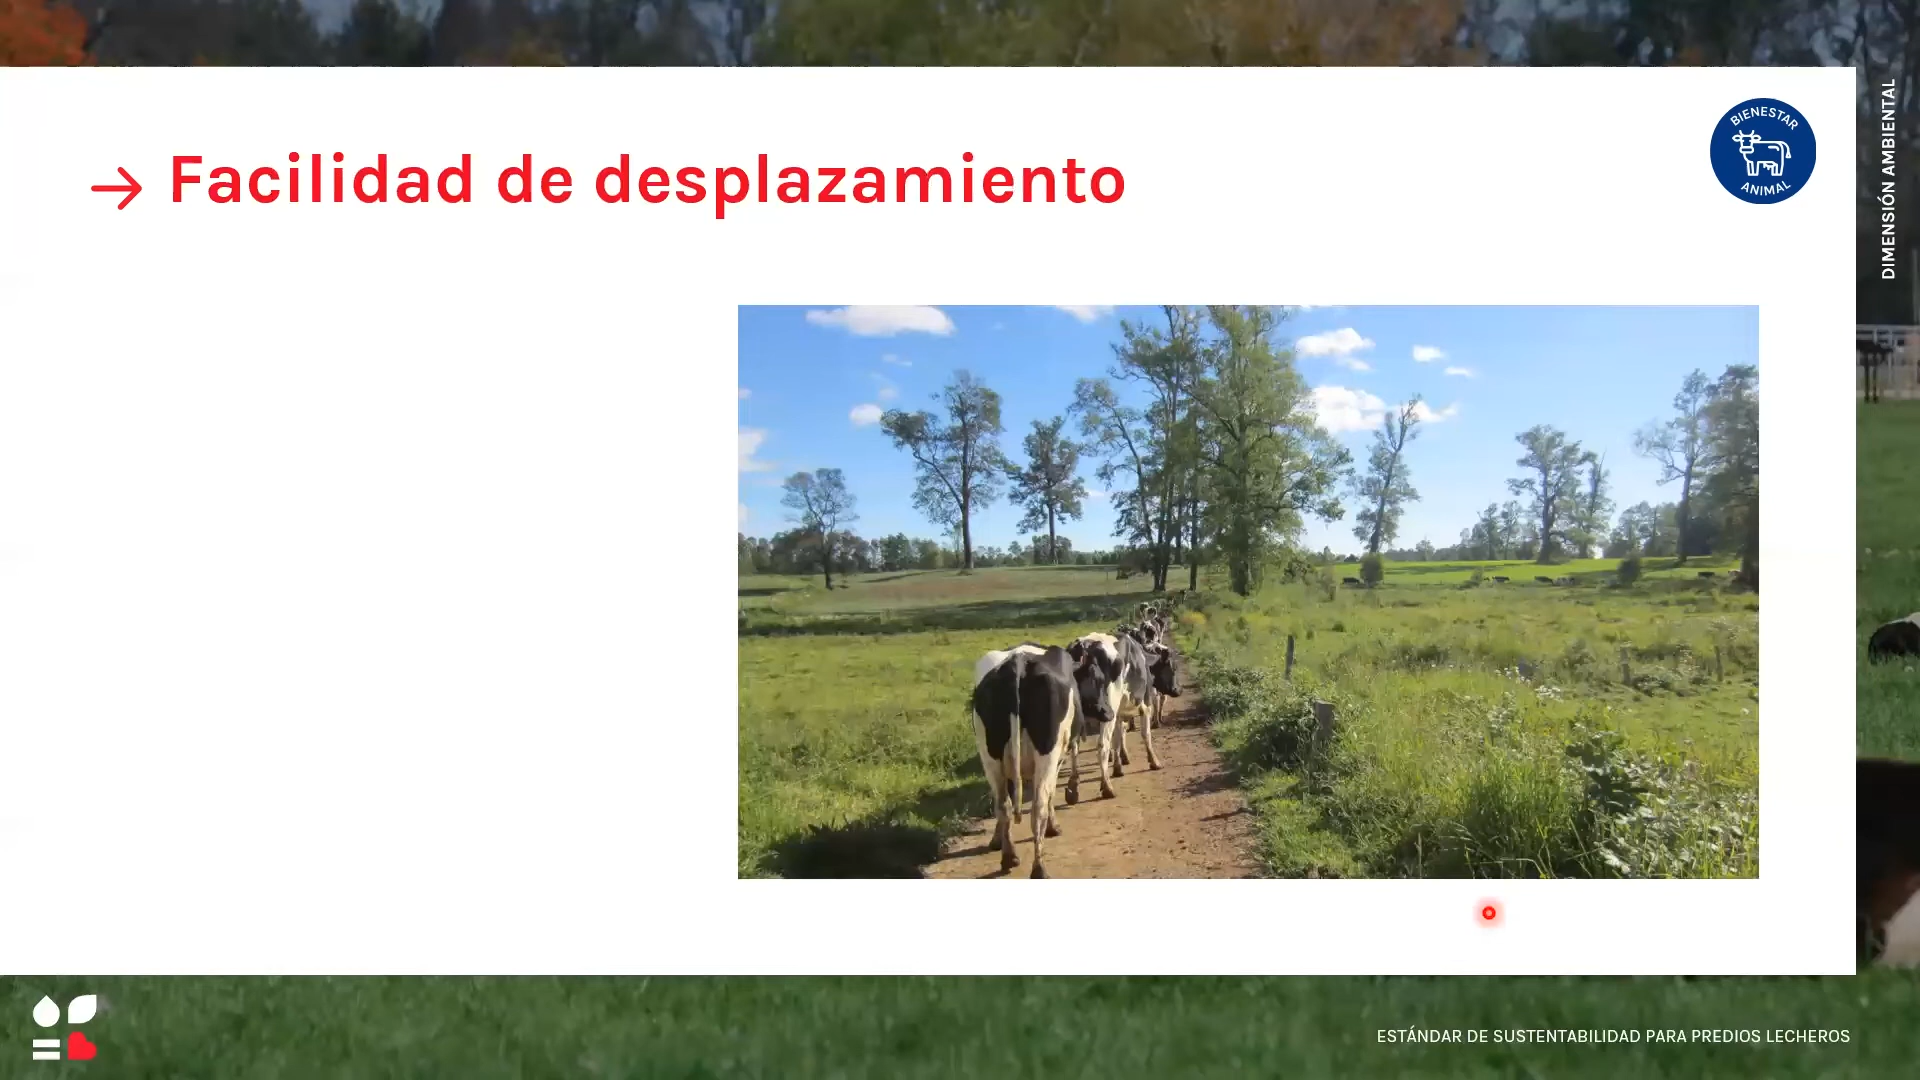 → Facilidad de desplazamiento
BIENESTAR
ANIMAL
DIMENSIÓN AMBIENTAL
ESTÁNDAR DE SUSTENTABILIDAD PARA PREDIOS LECHEROS